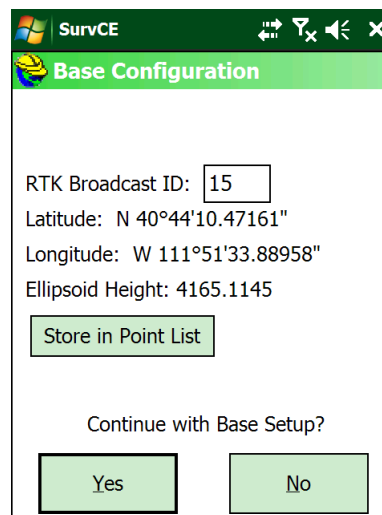 SurvCE
Base Configuration
RTK Broadcast ID: 15
Latitude: N 40°44'10.47161"
Longitude: W 111°51'33.88958"
Ellipsoid Height: 4165.1145
Store in Point List
Continue with Base Setup?
Yes No